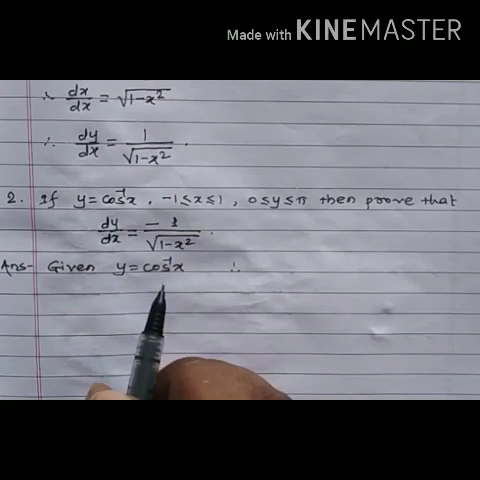 Made with KINEMASTER
∴ dx/dx = √1-x²
∴ dy/dx = 1/√1-x² .
2. If y = cos⁻¹x , -1≤x≤1 , 0≤y≤π then prove that
dy/dx = - 1/√1-x² .
Ans- Given y = cos⁻¹x ∴